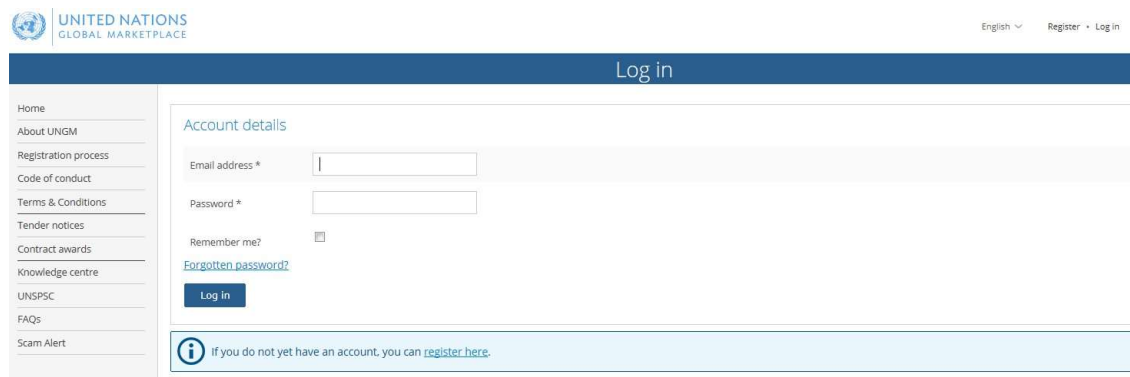 UNITED NATIONS
GLOBAL MARKETPLACE
English
Register • Log in
Log in
Home
About UNGM
Registration process
Code of conduct
Terms & Conditions
Tender notices
Contract awards
Knowledge centre
UNSPSC
FAQs
Scam Alert
Account details
Email address *
Password *
Remember me?
Forgotten password?
Log in
If you do not yet have an account, you can register here.